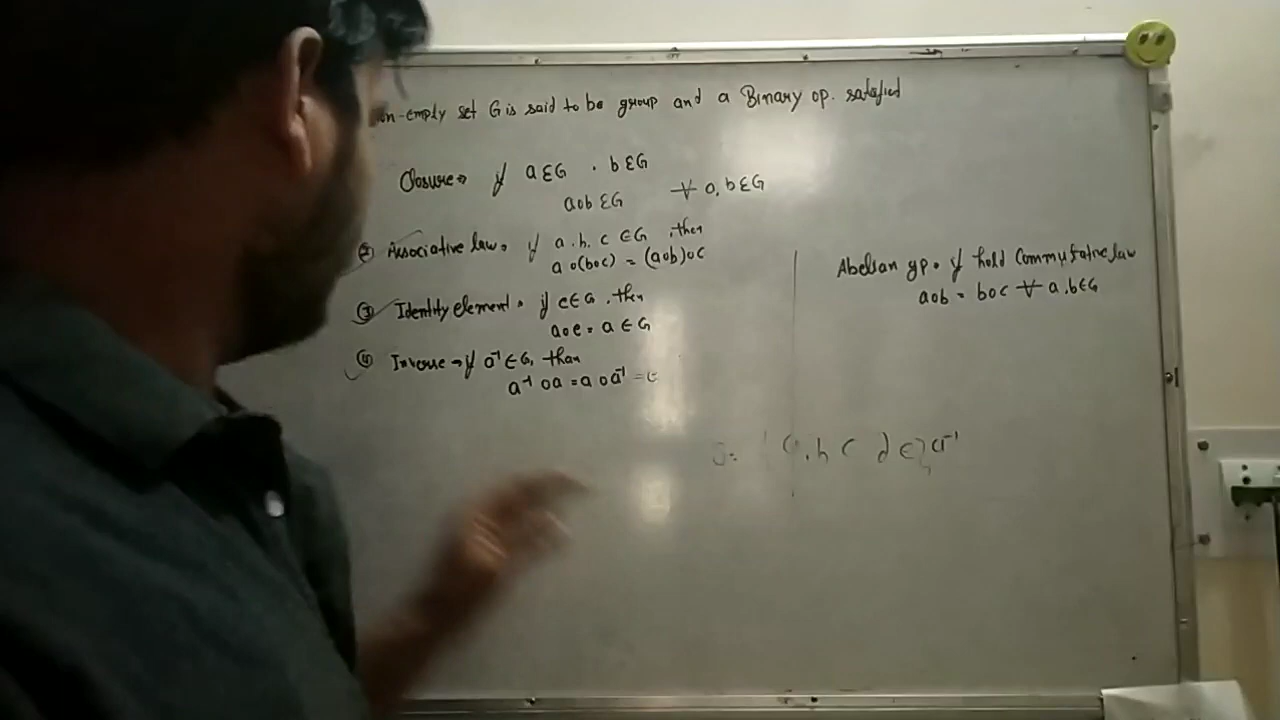 on-empty set G is said to be group and a Binary op. satisfied
Closure→ if a∈G . b∈G
aob∈G ∀ a, b∈G
② Associative law. if a. b. c ∈G , then
a o(boc) = (aob)oc
③ Identity element. if e∈a , then
aoe = a ∈ G
④ Inverse → if a⁻¹ ∈ G, than
a⁻¹ oa = a oa⁻¹ = e
Abelian gp. if hold Commutative law
aob = boc ∀ a.b∈G